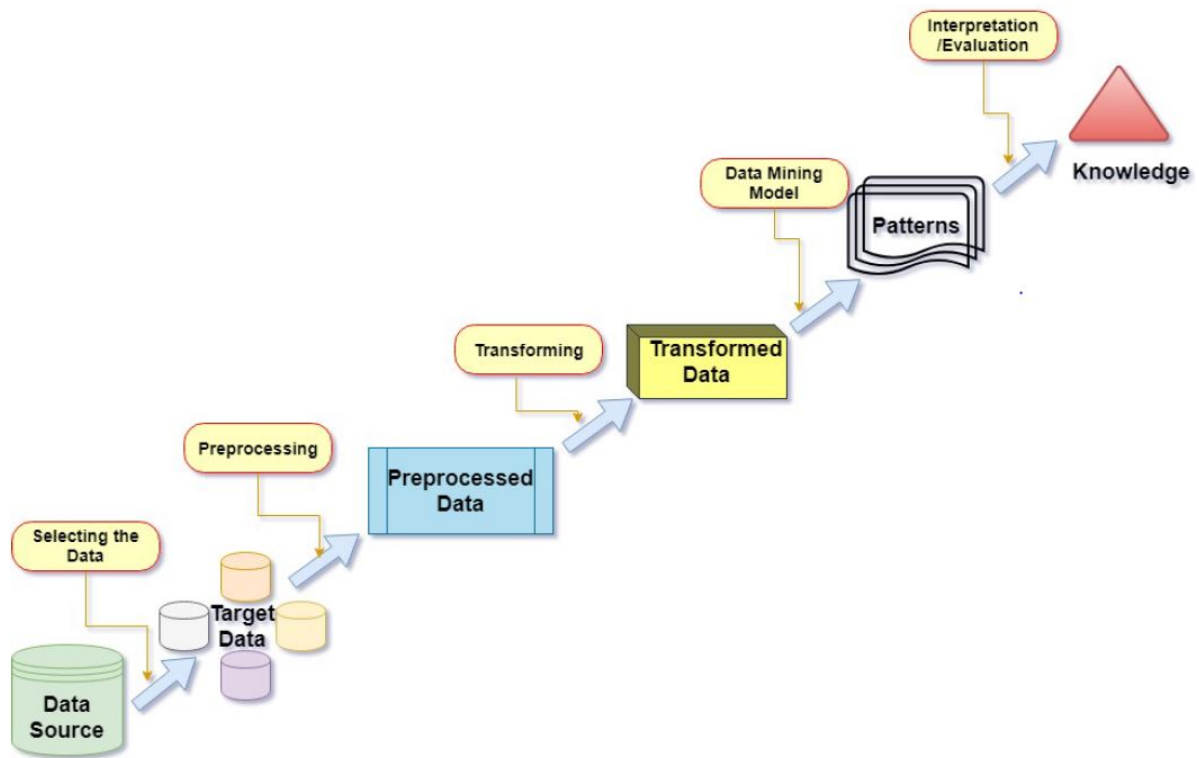 Interpretation
/Evaluation
Knowledge
Data Mining
Model
Patterns
Transforming
Transformed
Data
Preprocessing
Preprocessed
Data
Selecting the
Data
Target
Data
Data
Source